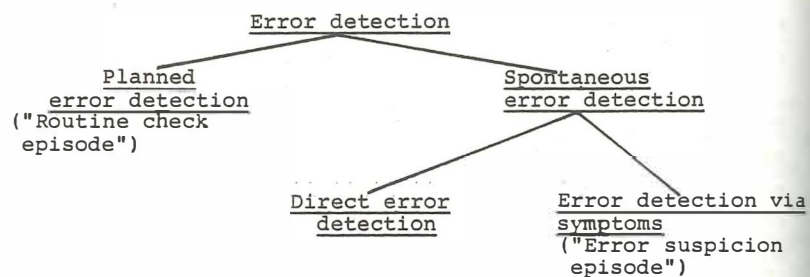 Error detection
Planned
error detection
("Routine check
episode")
Spontaneous
error detection
Direct error
detection
Error detection via
symptoms
("Error suspicion
episode")